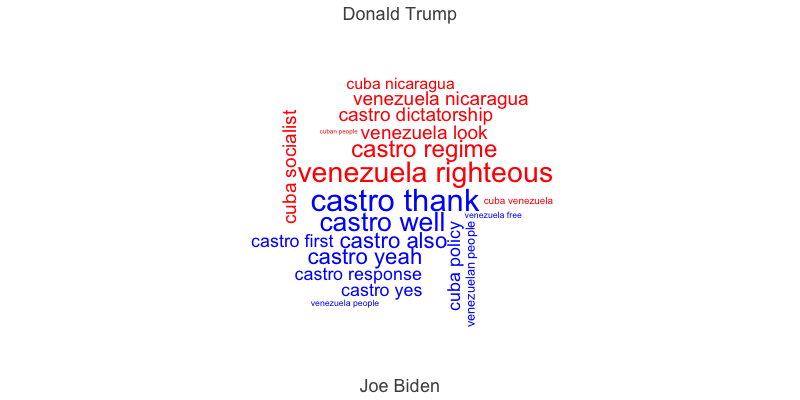 Donald Trump
cuba nicaragua
venezuela nicaragua
castro dictatorship
cuban people
venezuela look
cuba socialist
castro regime
venezuela righteous
castro thank
cuba venezuela
venezuela free
castro well
castro first
castro also
cuba policy
venezuelan people
castro yeah
castro response
castro yes
venezuela people
Joe Biden